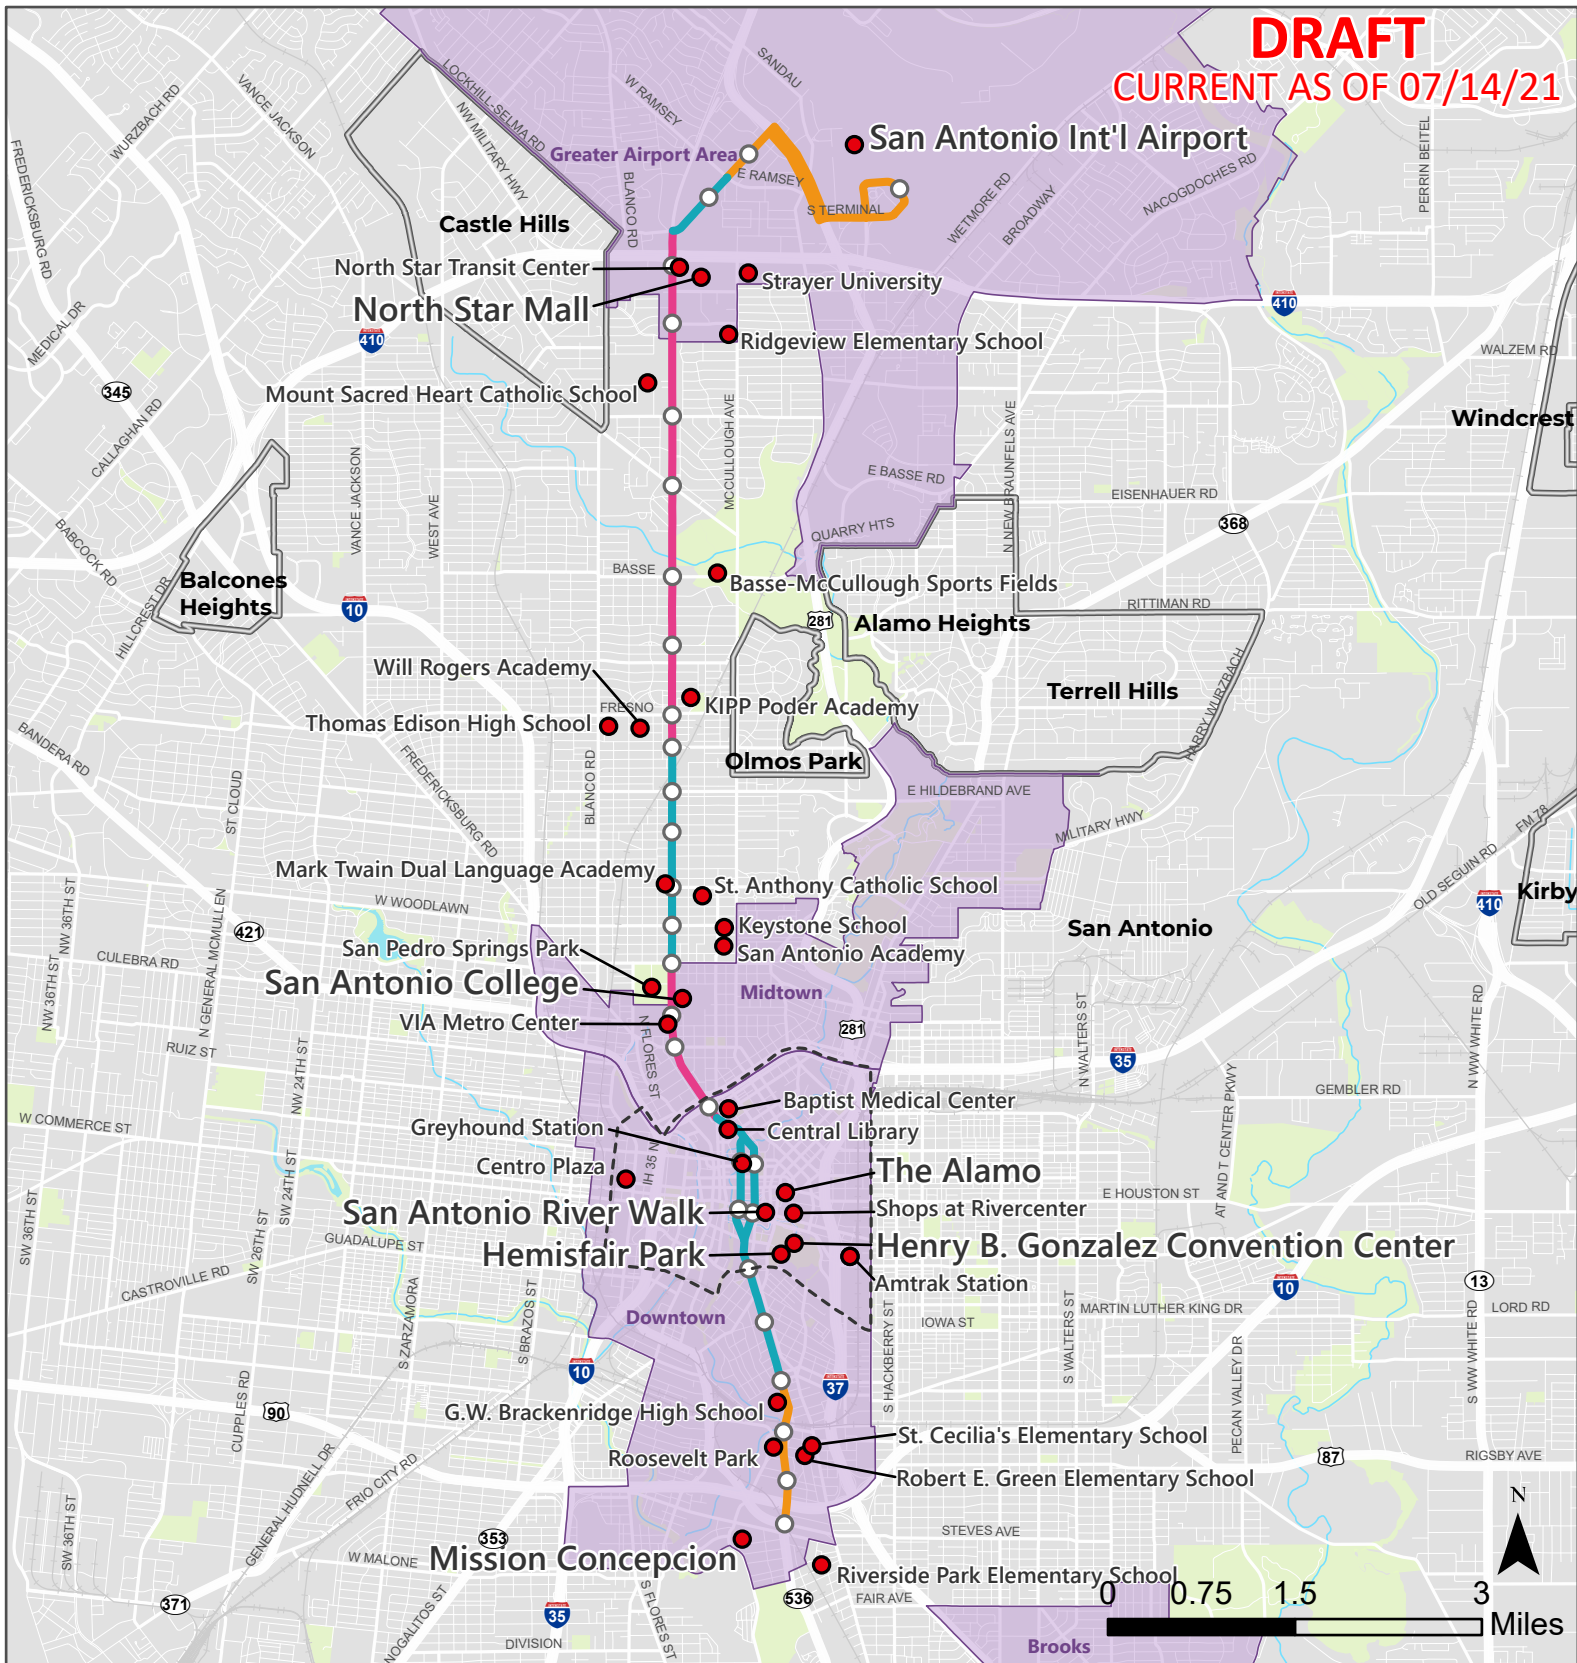 DRAFT
CURRENT AS OF 07/14/21
SANDAU
W RAMSEY
LOCKHILL-SELMA RD
NW MILITARY HWY
VANCE JACKSON
WURZBACH RD
FREDERICKSBURG RD
PERRIN BEITEL
San Antonio Int'l Airport
Greater Airport Area
E RAMSEY
S TERMINAL
BLANCO RD
WETMORE RD
BROADWAY
NACOGDOCHES RD
Castle Hills
North Star Transit Center
Strayer University
North Star Mall
410
410
MEDICAL DR
Ridgeview Elementary School
WALZEM RD
345
Mount Sacred Heart Catholic School
CALLAGHAN RD
MCCULLOUGH AVE
N NEW BRAUNFELS AVE
Windcrest
VANCE JACKSON
WEST AVE
E BASSE RD
EISENHAUER RD
368
QUARRY HTS
BABCOCK RD
BASSE
Balcones
Heights
Basse-McCullough Sports Fields
HILLCREST DR
10
281
Alamo Heights
RITTIMAN RD
Will Rogers Academy
Terrell Hills
HARRY WURZBACH
FRESNO
KIPP Poder Academy
Thomas Edison High School
BANDERA RD
FREDERICKSBURG RD
BLANCO RD
Olmos Park
ST CLOUD
E HILDEBRAND AVE
MILITARY HWY
FM 78
OLD SEGUIN RD
Mark Twain Dual Language Academy
St. Anthony Catholic School
410
Kirby
W WOODLAWN
NW 36TH ST
N GENERAL MCMULLEN
421
Keystone School
San Antonio
San Pedro Springs Park
San Antonio Academy
CULEBRA RD
San Antonio College
Midtown
NW 36TH ST
VIA Metro Center
N FLORES ST
281
N WALTERS ST
N WW WHITE RD
RUIZ ST
35
NW 24TH ST
AT AND T CENTER PKWY
GEMBLER RD
Baptist Medical Center
W COMMERCE ST
Greyhound Station
Central Library
Centro Plaza
IH 35 N
The Alamo
SW 24TH ST
E HOUSTON ST
San Antonio River Walk
Shops at Rivercenter
SW 36TH ST
SW 26TH ST
GUADALUPE ST
Hemisfair Park
Henry B. Gonzalez Convention Center
CASTROVILLE RD
Amtrak Station
10
13
S ZARZAMORA
S BRAZOS ST
Downtown
S HACKBERRY ST
IOWA ST
S WALTERS ST
MARTIN LUTHER KING DR
LORD RD
10
37
PECAN VALLEY DR
S WW WHITE RD
CUPPLES RD
90
G.W. Brackenridge High School
St. Cecilia's Elementary School
Roosevelt Park
87
RIGSBY AVE
Robert E. Green Elementary School
GENERAL HUDNELL DR
FRIO CITY RD
N
SW 36TH ST
353
STEVES AVE
W MALONE
Mission Concepcion
Riverside Park Elementary School
S FLORES ST
371
NOGALITOS ST
35
536
FAIR AVE
0 0.75 1.5 3
Miles
DIVISION
Brooks